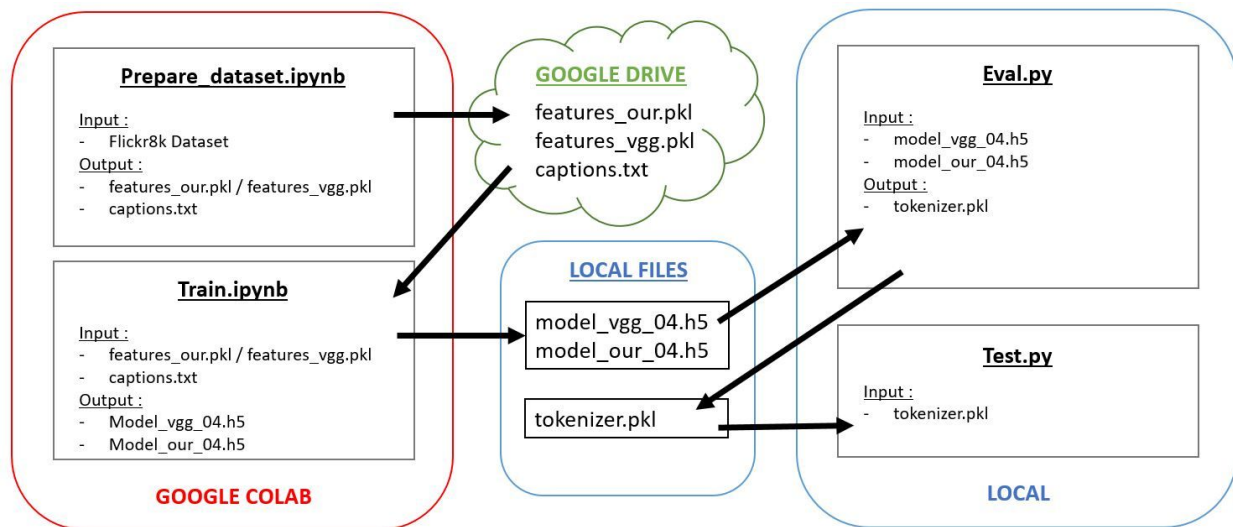 Prepare_dataset.ipynb
Input :
- Flickr8k Dataset
Output :
- features_our.pkl / features_vgg.pkl
- captions.txt
Train.ipynb
Input :
- features_our.pkl / features_vgg.pkl
- captions.txt
Output :
- Model_vgg_04.h5
- Model_our_04.h5
GOOGLE COLAB
GOOGLE DRIVE
features_our.pkl
features_vgg.pkl
captions.txt
LOCAL FILES
model_vgg_04.h5
model_our_04.h5
tokenizer.pkl
Eval.py
Input :
- model_vgg_04.h5
- model_our_04.h5
Output :
- tokenizer.pkl
Test.py
Input :
- tokenizer.pkl
LOCAL